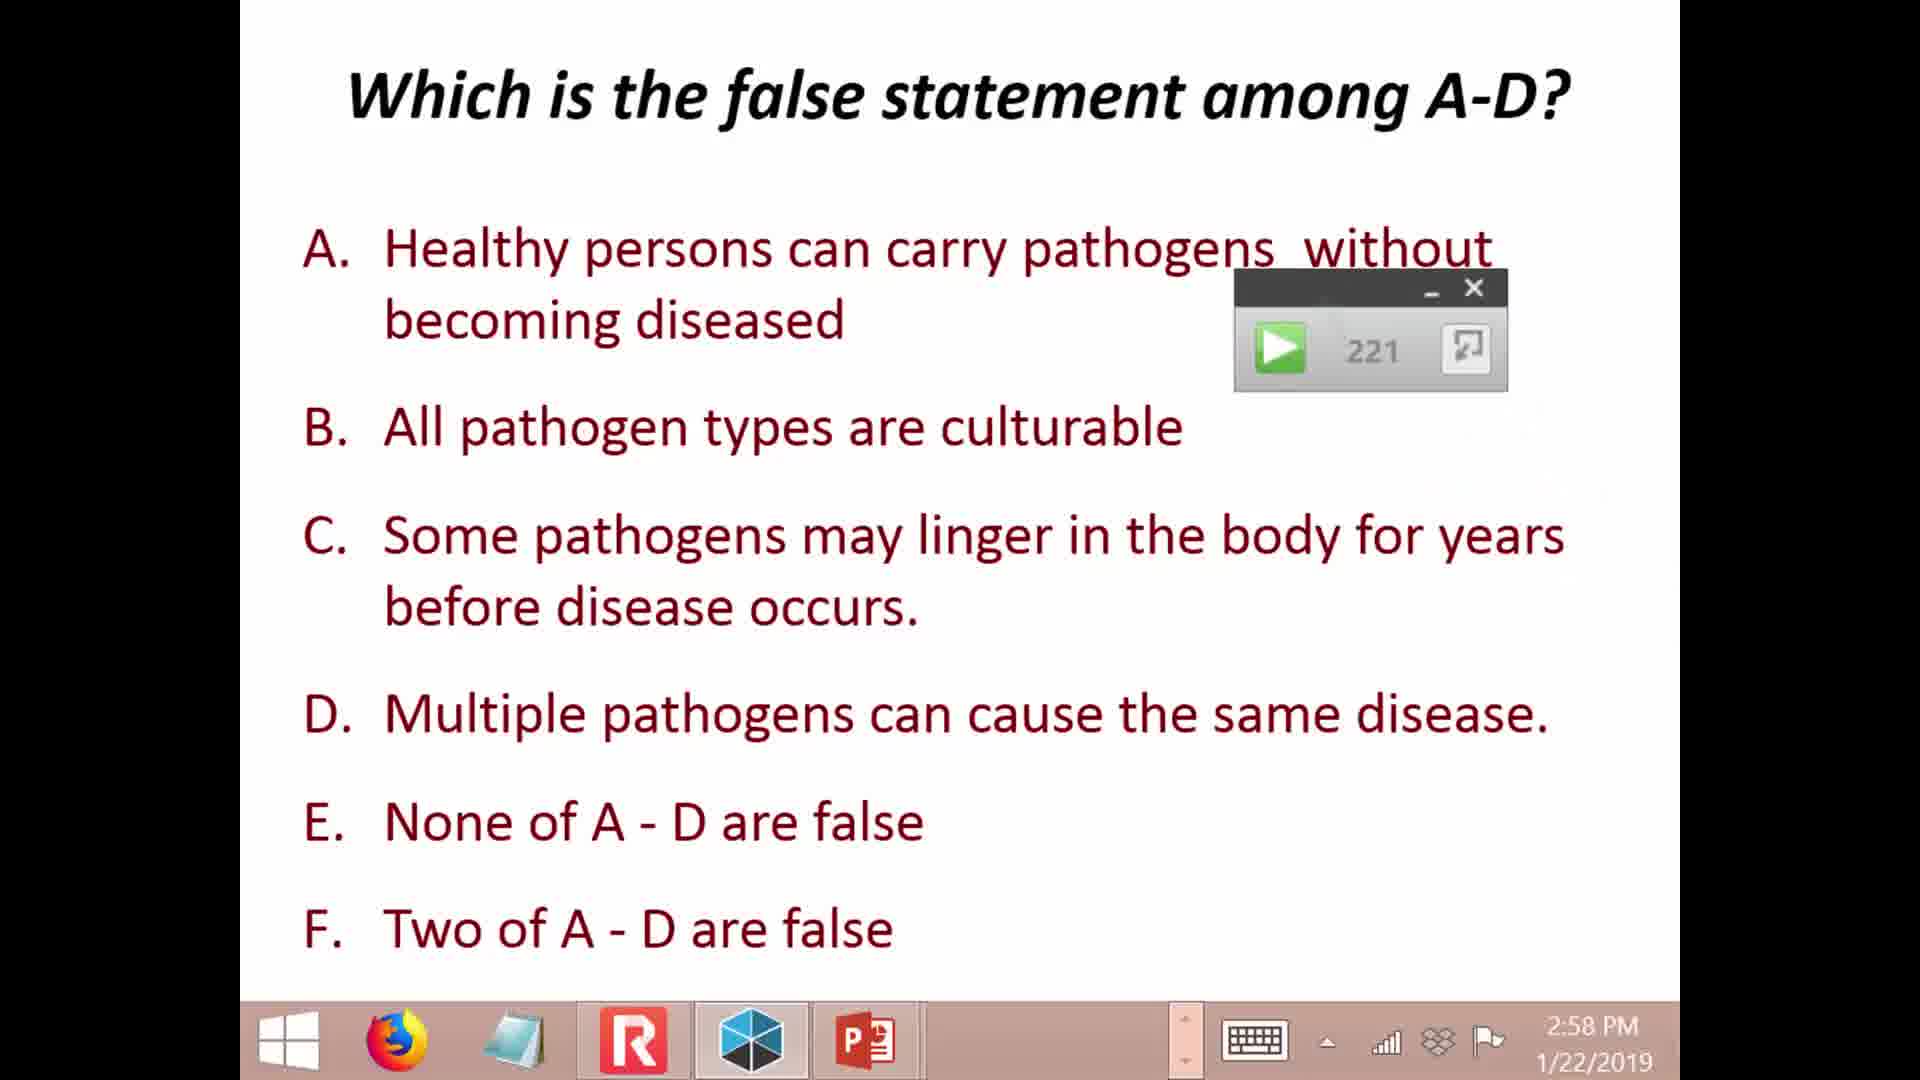 Which is the false statement among A-D?
A. Healthy persons can carry pathogens without
becoming diseased
221
B. All pathogen types are culturable
C. Some pathogens may linger in the body for years
before disease occurs.
D. Multiple pathogens can cause the same disease.
E. None of A - D are false
F. Two of A - D are false
R
P
2:58 PM
1/22/2019